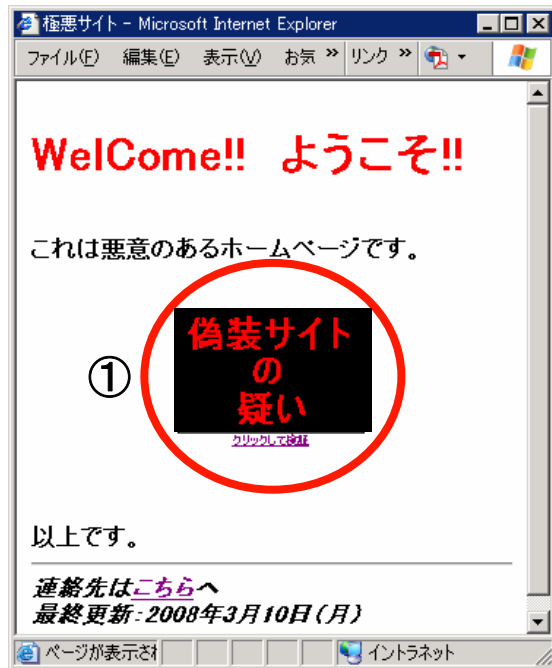 極悪サイト - Microsoft Internet Explorer
ファイル(F) 編集(E) 表示(V) お気 » リンク »
WelCome!! ようこそ!!
これは悪意のあるホームページです。
①
偽装サイト
の
疑い
クリックして検証
以上です。
連絡先はこちらへ
最終更新:2008年3月10日(月)
ページが表示され
イントラネット